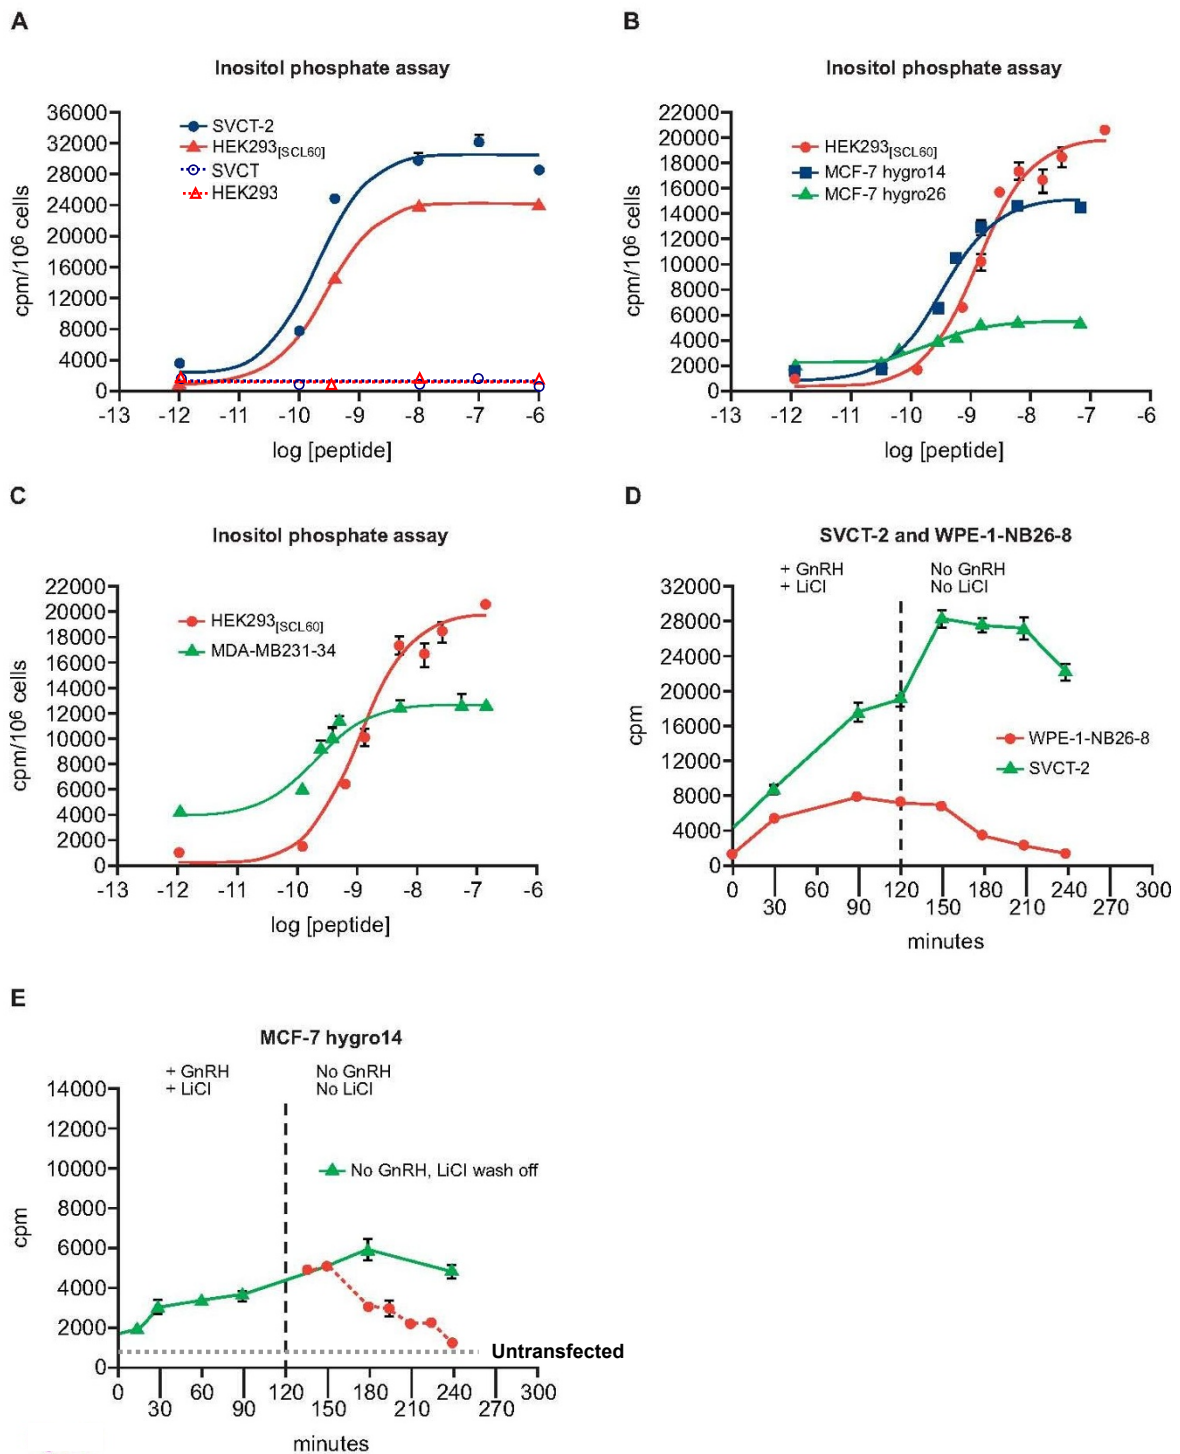 A
Inositol phosphate assay
36000
32000
28000
24000
20000
16000
12000
8000
4000
0
cpm/10⁶ cells
SVCT-2
HEK293[SCL60]
SVCT
HEK293
-13 -12 -11 -10 -9 -8 -7 -6
log [peptide]
B
Inositol phosphate assay
22000
20000
18000
16000
14000
12000
10000
8000
6000
4000
2000
0
cpm/10⁶ cells
HEK293[SCL60]
MCF-7 hygro14
MCF-7 hygro26
-13 -12 -11 -10 -9 -8 -7 -6
log [peptide]
C
Inositol phosphate assay
22000
20000
18000
16000
14000
12000
10000
8000
6000
4000
2000
0
cpm/10⁶ cells
HEK293[SCL60]
MDA-MB231-34
-13 -12 -11 -10 -9 -8 -7 -6
log [peptide]
D
SVCT-2 and WPE-1-NB26-8
+ GnRH No GnRH
+ LiCl No LiCl
32000
28000
24000
20000
16000
12000
8000
4000
0
cpm
WPE-1-NB26-8
SVCT-2
0 60 120 180 240 300
30 90 150 210 270
minutes
E
MCF-7 hygro14
+ GnRH No GnRH
+ LiCl No LiCl
14000
12000
10000
8000
6000
4000
2000
0
cpm
No GnRH, LiCl wash off
Untransfected
0 60 120 180 240 300
30 90 150 210 270
minutes